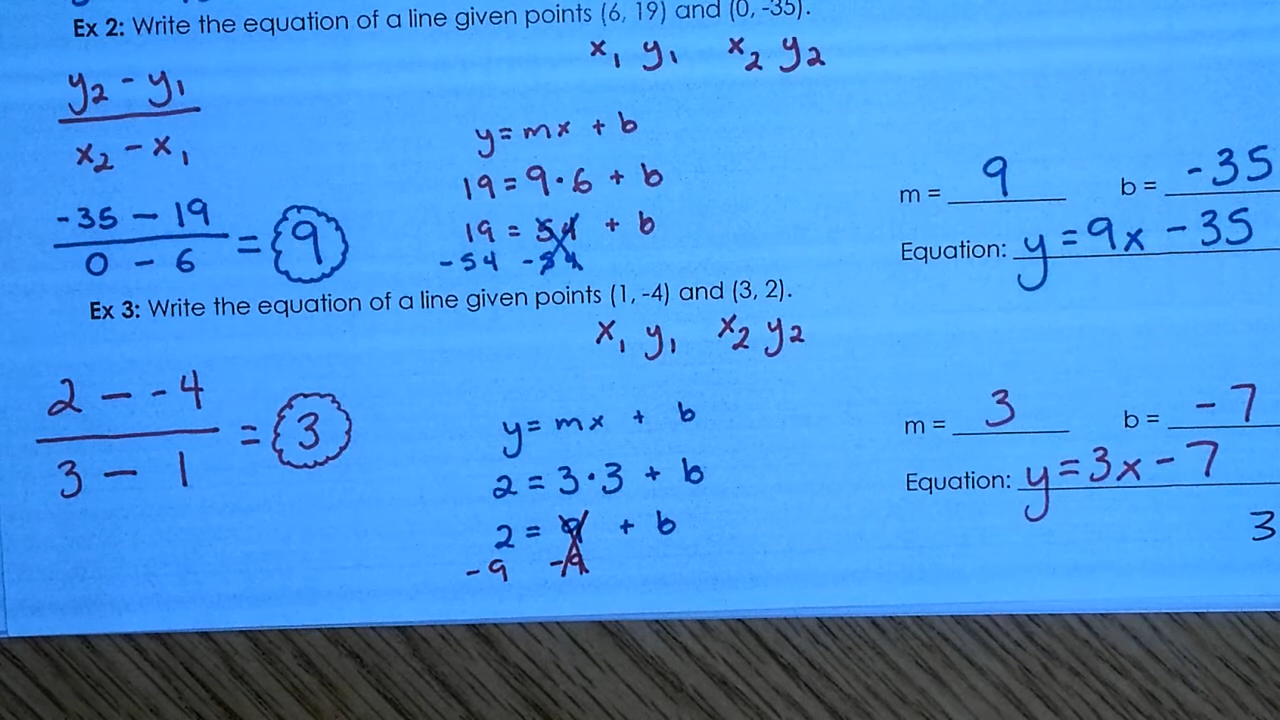 Ex 2: Write the equation of a line given points (6, 19) and (0, -35).
x₁ y₁ x₂ y₂
y₂ - y₁
x₂ - x₁
-35 - 19
0 - 6
= 9
y = mx + b
19 = 9·6 + b
19 = 54 + b
-54 -54
m = 9 b = -35
Equation: y = 9x - 35
Ex 3: Write the equation of a line given points (1, -4) and (3, 2).
x₁ y₁ x₂ y₂
2 - -4
3 - 1
= 3
y = mx + b
2 = 3·3 + b
2 = 9 + b
-9 -9
m = 3 b = -7
Equation: y = 3x - 7
3